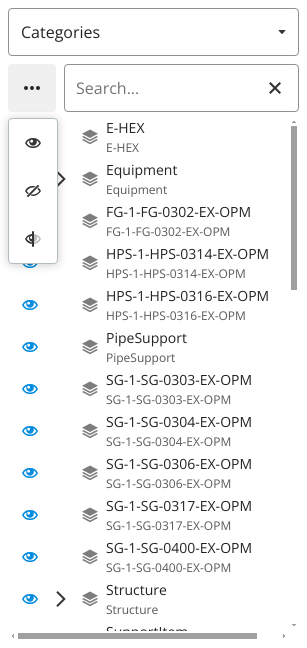 Categories
Search...
E-HEX
E-HEX
Equipment
Equipment
FG-1-FG-0302-EX-OPM
FG-1-FG-0302-EX-OPM
HPS-1-HPS-0314-EX-OPM
HPS-1-HPS-0314-EX-OPM
HPS-1-HPS-0316-EX-OPM
HPS-1-HPS-0316-EX-OPM
PipeSupport
PipeSupport
SG-1-SG-0303-EX-OPM
SG-1-SG-0303-EX-OPM
SG-1-SG-0304-EX-OPM
SG-1-SG-0304-EX-OPM
SG-1-SG-0306-EX-OPM
SG-1-SG-0306-EX-OPM
SG-1-SG-0317-EX-OPM
SG-1-SG-0317-EX-OPM
SG-1-SG-0400-EX-OPM
SG-1-SG-0400-EX-OPM
Structure
Structure
SupportItem